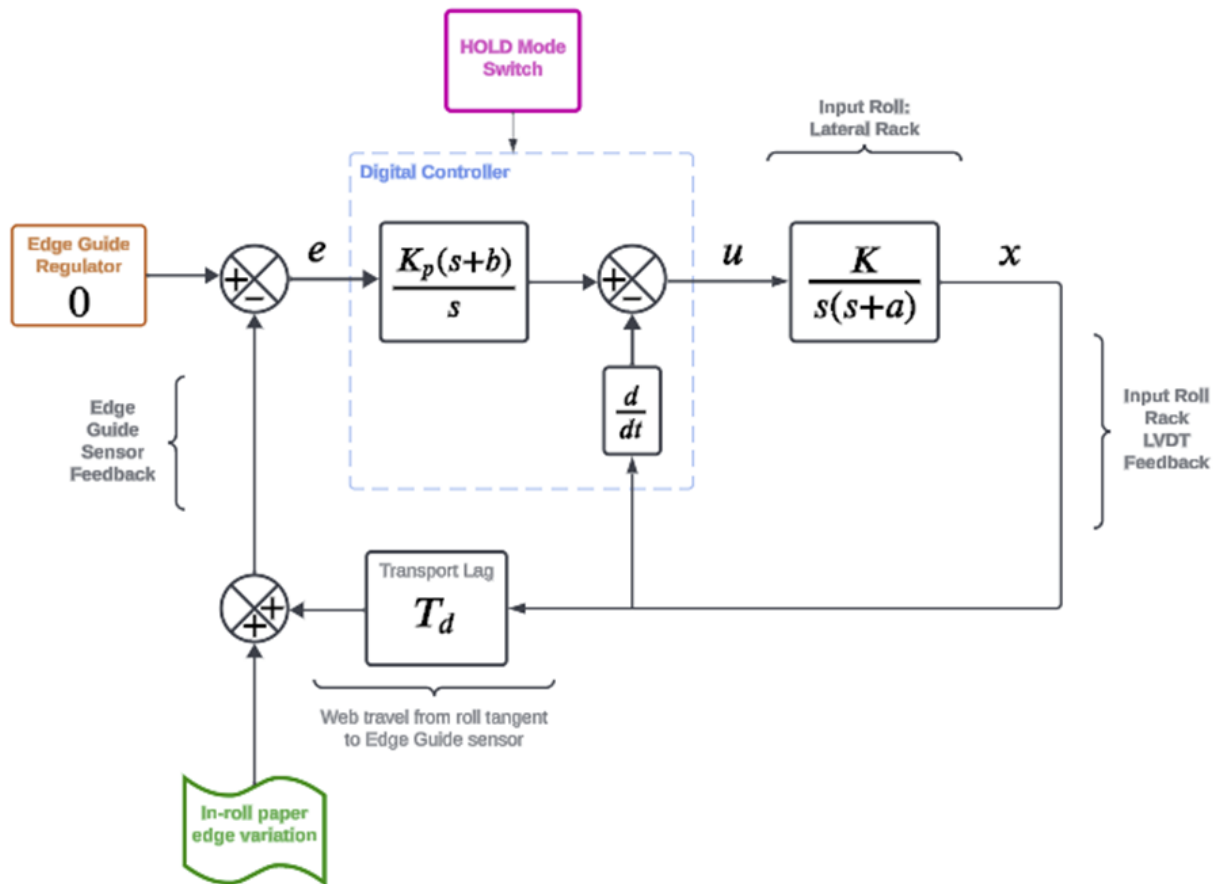 HOLD Mode
Switch
Input Roll:
Lateral Rack
Digital Controller
Edge Guide
Regulator
0
+
−
e
K_p(s+b)
s
+
−
u
K
s(s+a)
x
d
dt
Edge
Guide
Sensor
Feedback
Input Roll
Rack
LVDT
Feedback
Transport Lag
T_d
+
+
Web travel from roll tangent
to Edge Guide sensor
In-roll paper
edge variation